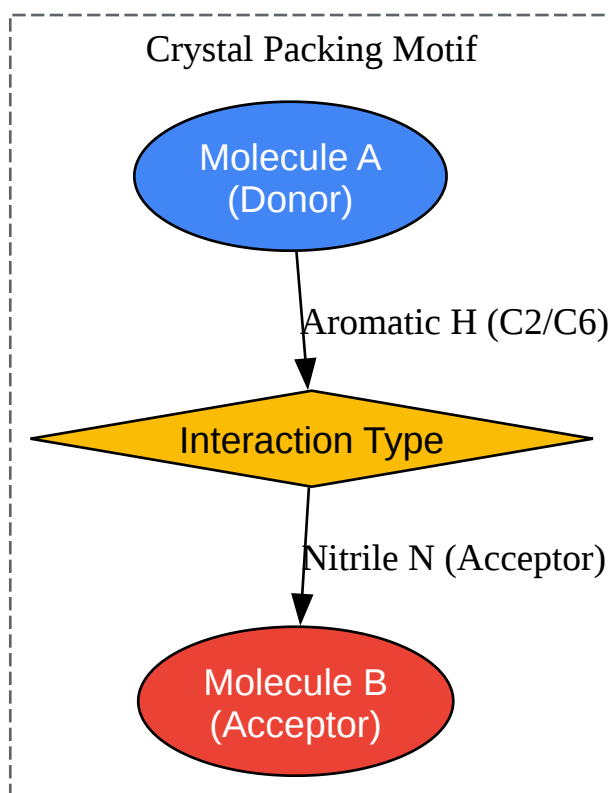 Crystal Packing Motif
Molecule A
(Donor)
Aromatic H (C2/C6)
Interaction Type
Nitrile N (Acceptor)
Molecule B
(Acceptor)